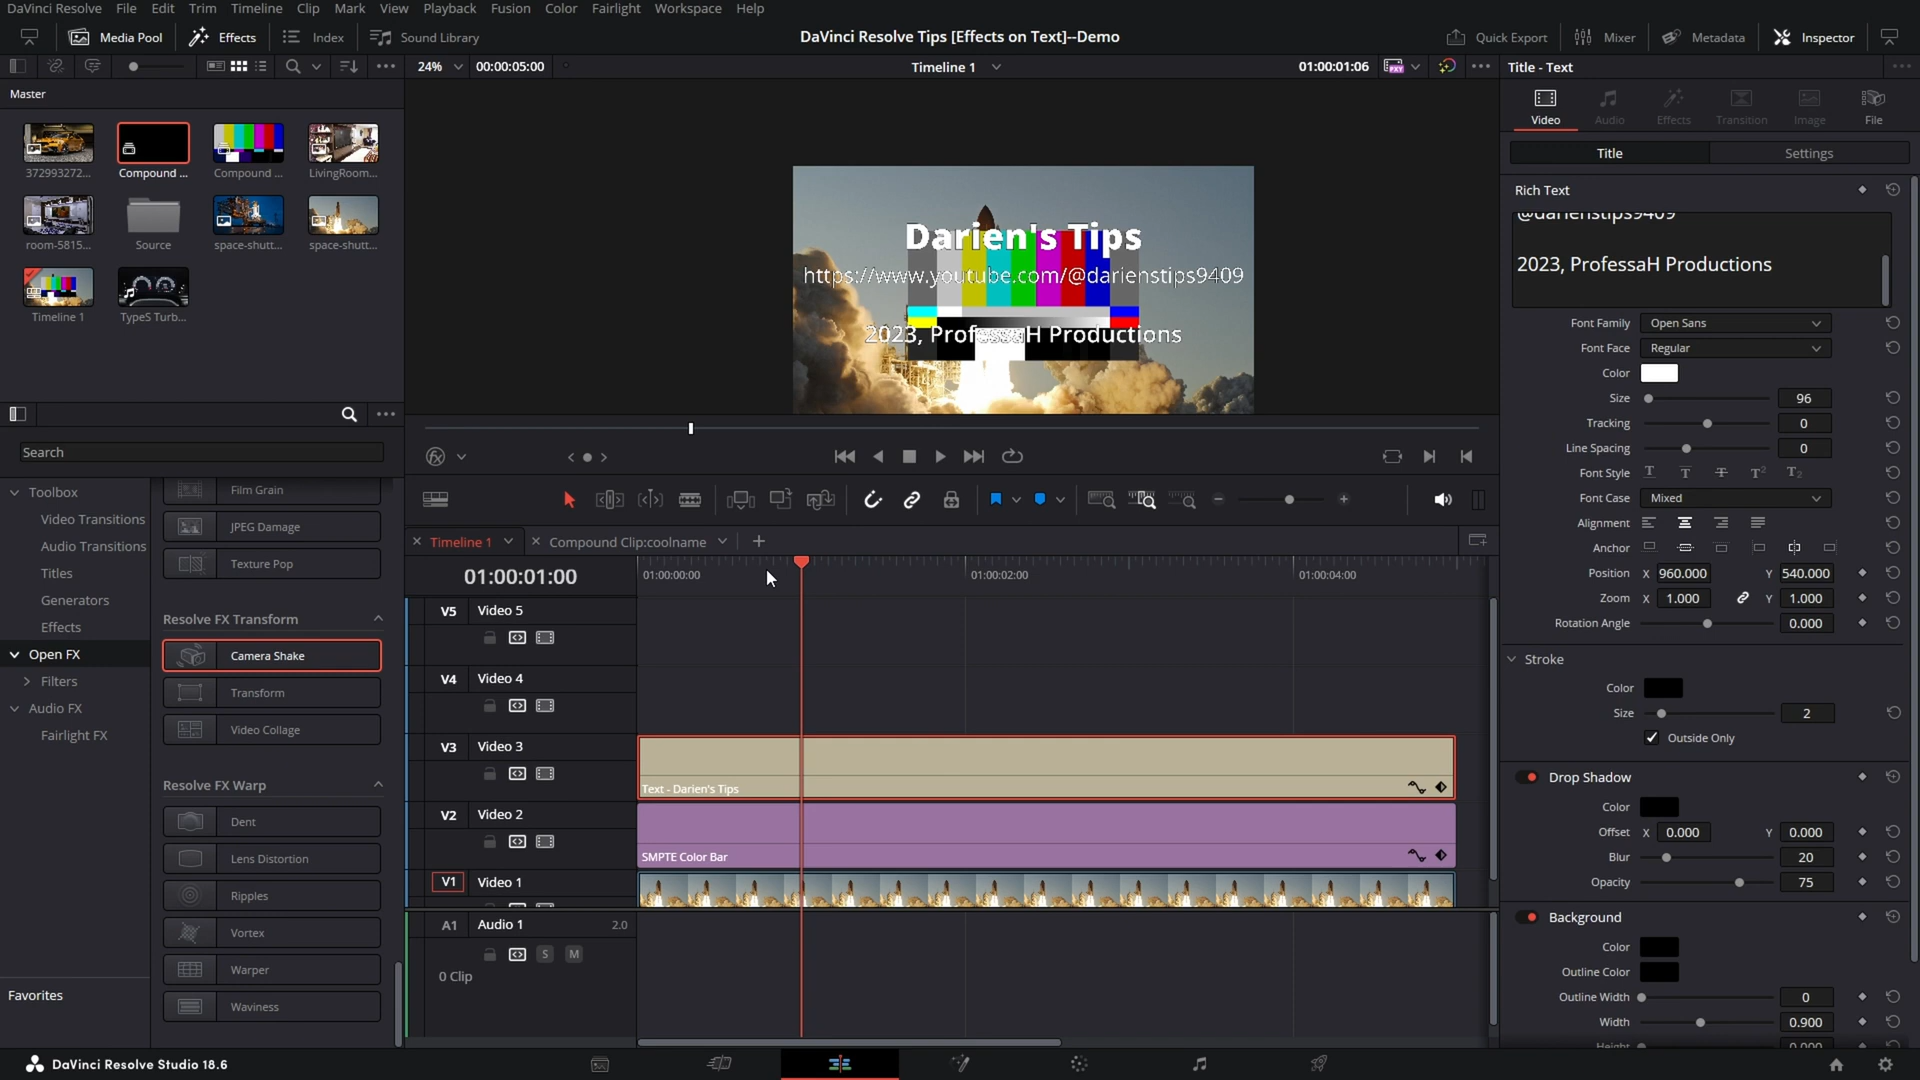 DaVinci Resolve File Edit Trim Timeline Clip Mark View Playback Fusion Color Fairlight Workspace Help
Media Pool Effects Index Sound Library
DaVinci Resolve Tips [Effects on Text]--Demo
Quick Export Mixer Metadata Inspector
24% 00:00:05:00
Timeline 1
01:00:01:06
Title - Text
Master
372993272...
Compound ...
Compound ...
LivingRoom...
room-5815...
Source
space-shutt...
space-shutt...
Timeline 1
TypeS Turb...
Search
Toolbox
Video Transitions
Audio Transitions
Titles
Generators
Effects
Open FX
Filters
Audio FX
Fairlight FX
Favorites
Film Grain
JPEG Damage
Texture Pop
Resolve FX Transform
Camera Shake
Transform
Video Collage
Resolve FX Warp
Dent
Lens Distortion
Ripples
Vortex
Warper
Waviness
Darien's Tips
https://www.youtube.com/@darienstips9409
2023, ProfessaH Productions
Timeline 1
Compound Clip:coolname
01:00:01:00
01:00:00:00
01:00:02:00
01:00:04:00
V5 Video 5
V4 Video 4
V3 Video 3
Text - Darien's Tips
V2 Video 2
SMPTE Color Bar
V1 Video 1
A1 Audio 1 2.0
S M
0 Clip
Video Audio Effects Transition Image File
Title Settings
Rich Text
@darienstips9409
2023, ProfessaH Productions
Font Family Open Sans
Font Face Regular
Color
Size 96
Tracking 0
Line Spacing 0
Font Style T T T T² T₂
Font Case Mixed
Alignment
Anchor
Position X 960.000 Y 540.000
Zoom X 1.000 Y 1.000
Rotation Angle 0.000
Stroke
Color
Size 2
Outside Only
Drop Shadow
Color
Offset X 0.000 Y 0.000
Blur 20
Opacity 75
Background
Color
Outline Color
Outline Width 0
Width 0.900
Height 0.000
DaVinci Resolve Studio 18.6